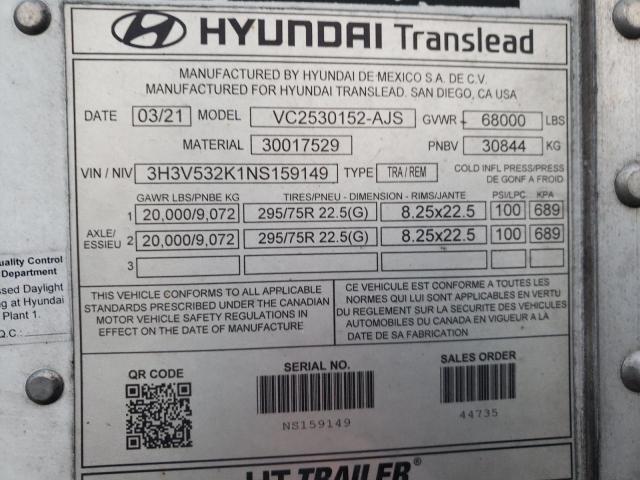 HYUNDAI Translead
MANUFACTURED BY HYUNDAI DE MEXICO S.A. DE C.V.
MANUFACTURED FOR HYUNDAI TRANSLEAD. SAN DIEGO, CA USA
DATE 03/21 MODEL VC2530152-AJS GVWR 68000 LBS
MATERIAL 30017529 PNBV 30844 KG
VIN / NIV 3H3V532K1NS159149 TYPE TRA / REM COLD INFL PRESS/PRESS DE GONF A FROID
GAWR LBS/PNBE KG TIRES/PNEU - DIMENSION - RIMS/JANTE PSI/LPC KPA
1 20,000/9,072 295/75R 22.5(G) 8.25x22.5 100 689
AXLE/ ESSIEU 2 20,000/9,072 295/75R 22.5(G) 8.25x22.5 100 689
3
THIS VEHICLE CONFORMS TO ALL APPLICABLE
STANDARDS PRESCRIBED UNDER THE CANADIAN
MOTOR VEHICLE SAFETY REGULATIONS IN
EFFECT ON THE DATE OF MANUFACTURE
CE VEHICULE EST CONFORME A TOUTES LES
NORMES QUI LUI SONT APPLICABLES EN VERTU
DU REGLEMENT SUR LA SECURITE DES VEHICULES
AUTOMOBILES DU CANADA EN VIGUEUR A LA
DATE DE SA FABRICATION
QR CODE
SERIAL NO.
NS159149
SALES ORDER
44735
uality Control
Department
ssed Daylight
ng at Hyundai
Plant 1.
Q.C.:
TRAILER®